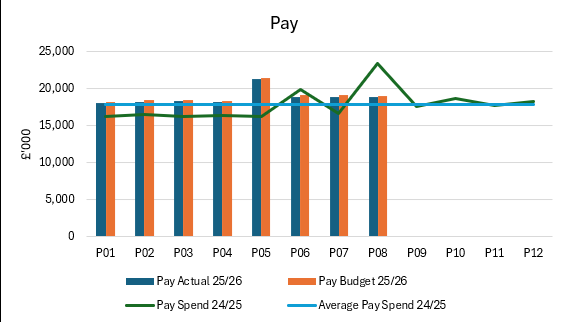 Pay
25,000
20,000
15,000
10,000
5,000
0
£'000
P01 P02 P03 P04 P05 P06 P07 P08 P09 P10 P11 P12
Pay Actual 25/26 Pay Budget 25/26
Pay Spend 24/25 Average Pay Spend 24/25